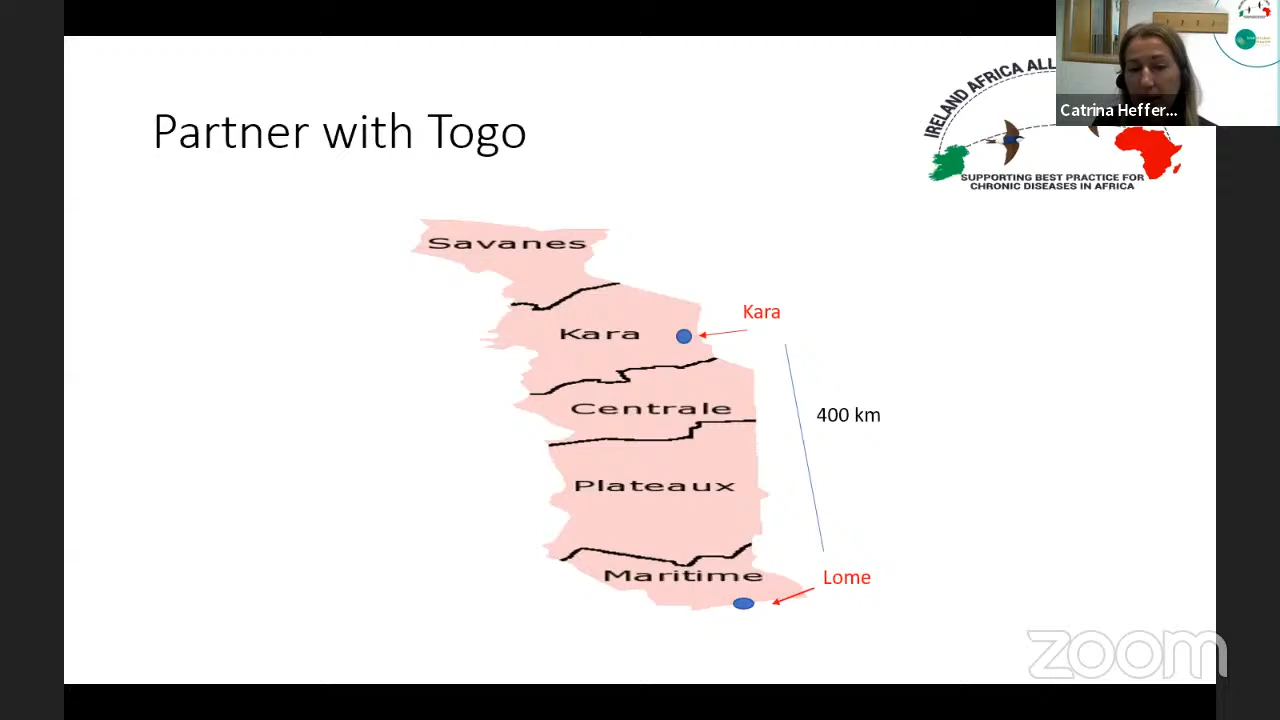 Partner with Togo
IRELAND AFRICA ALL
SUPPORTING BEST PRACTICE FOR
CHRONIC DISEASES IN AFRICA
Catrina Heffer...
Savanes
Kara
Kara
Centrale
400 km
Plateaux
Maritime
Lome
zoom